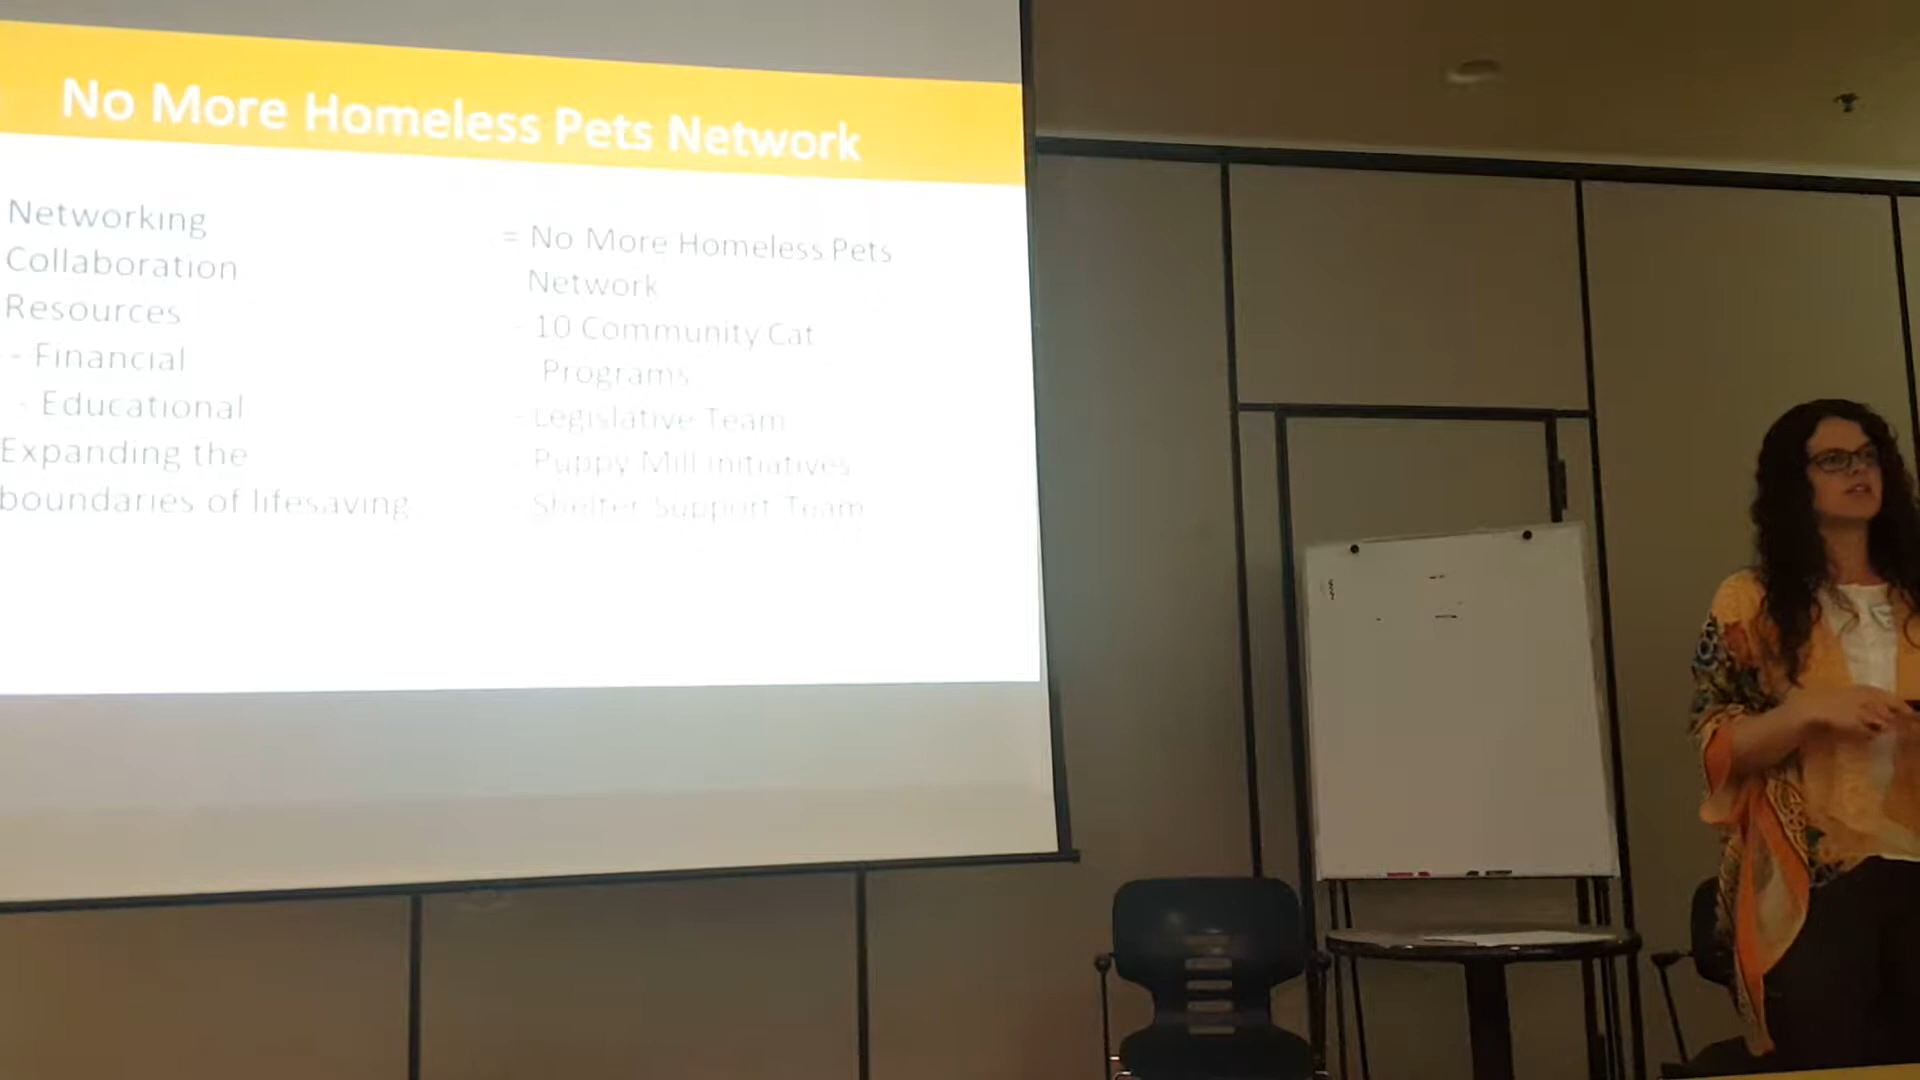 No More Homeless Pets Network
Networking
Collaboration
Resources
- Financial
- Educational
Expanding the
boundaries of lifesaving
= No More Homeless Pets
Network
- 10 Community Cat
Programs
- Legislative Team
- Puppy Mill Initiatives
- Shelter Support Team